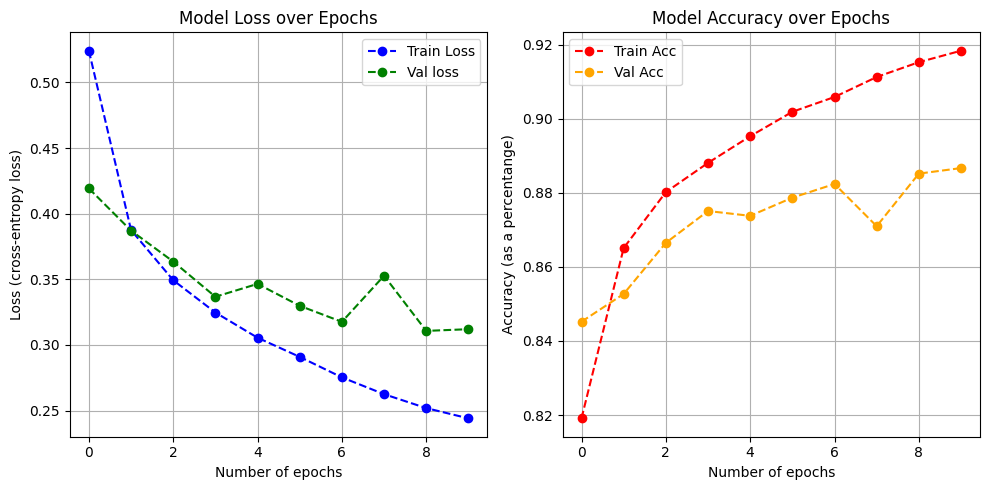 Model Loss over Epochs
Train Loss
Val loss
Loss (cross-entropy loss)
0.50
0.45
0.40
0.35
0.30
0.25
0 2 4 6 8
Number of epochs
Model Accuracy over Epochs
Train Acc
Val Acc
Accuracy (as a percentange)
0.92
0.90
0.88
0.86
0.84
0.82
0 2 4 6 8
Number of epochs